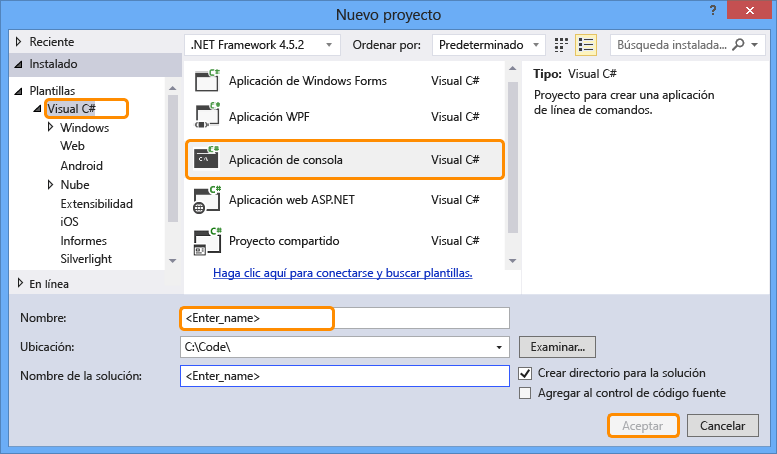 Nuevo proyecto
?
Reciente
Instalado
Plantillas
Visual C#
Windows
Web
Android
Nube
Extensibilidad
iOS
Informes
Silverlight
En línea
.NET Framework 4.5.2
Ordenar por: Predeterminado
Búsqueda instalada...
C# Aplicación de Windows Forms Visual C#
C# Aplicación WPF Visual C#
C# C:\ Aplicación de consola Visual C#
C# Aplicación web ASP.NET Visual C#
C# Proyecto compartido Visual C#
Haga clic aquí para conectarse y buscar plantillas.
Tipo: Visual C#
Proyecto para crear una aplicación
de línea de comandos.
Nombre: <Enter_name>
Ubicación: C:\Code\ Examinar...
Nombre de la solución: <Enter_name>
Crear directorio para la solución
Agregar al control de código fuente
Aceptar Cancelar